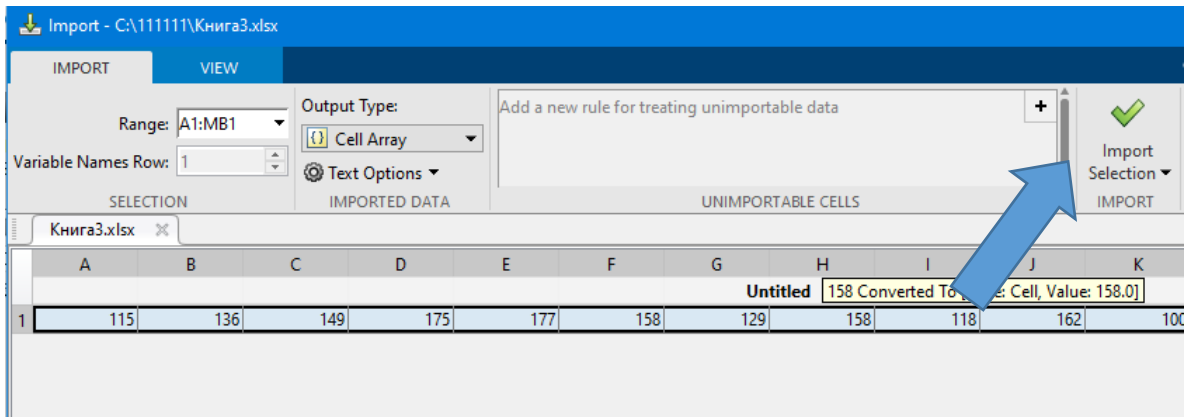 Import - C:\111111\Книга3.xlsx
IMPORT VIEW
Range: A1:MB1
Variable Names Row: 1
SELECTION
Output Type:
{} Cell Array
Text Options
IMPORTED DATA
Add a new rule for treating unimportable data +
UNIMPORTABLE CELLS
Import
Selection
IMPORT
Книга3.xlsx
A B C D E F G H I J K
Untitled
158 Converted To : Cell, Value: 158.0]
1 115 136 149 175 177 158 129 158 118 162 100